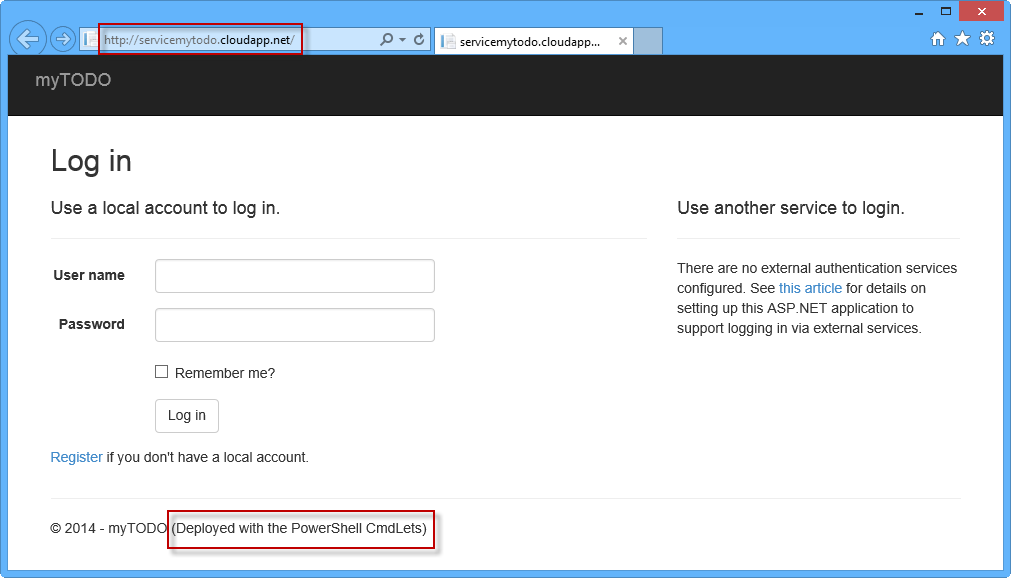 http://servicemytodo.cloudapp.net/
servicemytodo.cloudapp...
myTODO
Log in
Use a local account to log in.
User name
Password
Remember me?
Log in
Register if you don't have a local account.
Use another service to login.
There are no external authentication services
configured. See this article for details on
setting up this ASP.NET application to
support logging in via external services.
© 2014 - myTODO (Deployed with the PowerShell CmdLets)